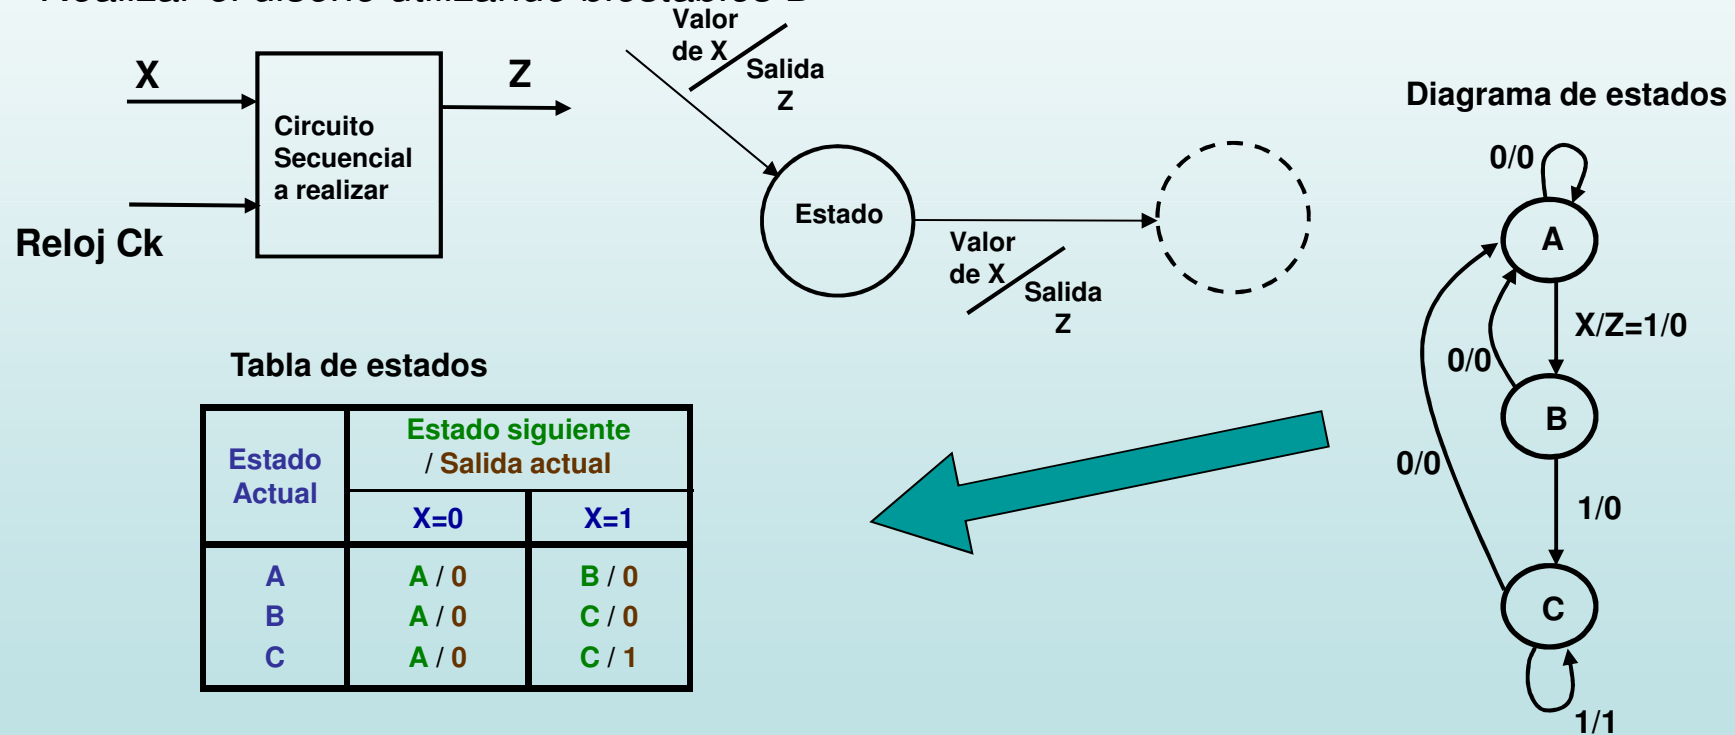 X
Z
Circuito
Secuencial
a realizar
Reloj Ck
Valor
de X
Salida
Z
Estado
Valor
de X
Salida
Z
Diagrama de estados
0/0
A
X/Z=1/0
0/0
B
0/0
1/0
C
1/1
Tabla de estados
Estado
Actual
Estado siguiente
/ Salida actual
X=0 X=1
A A / 0 B / 0
B A / 0 C / 0
C A / 0 C / 1